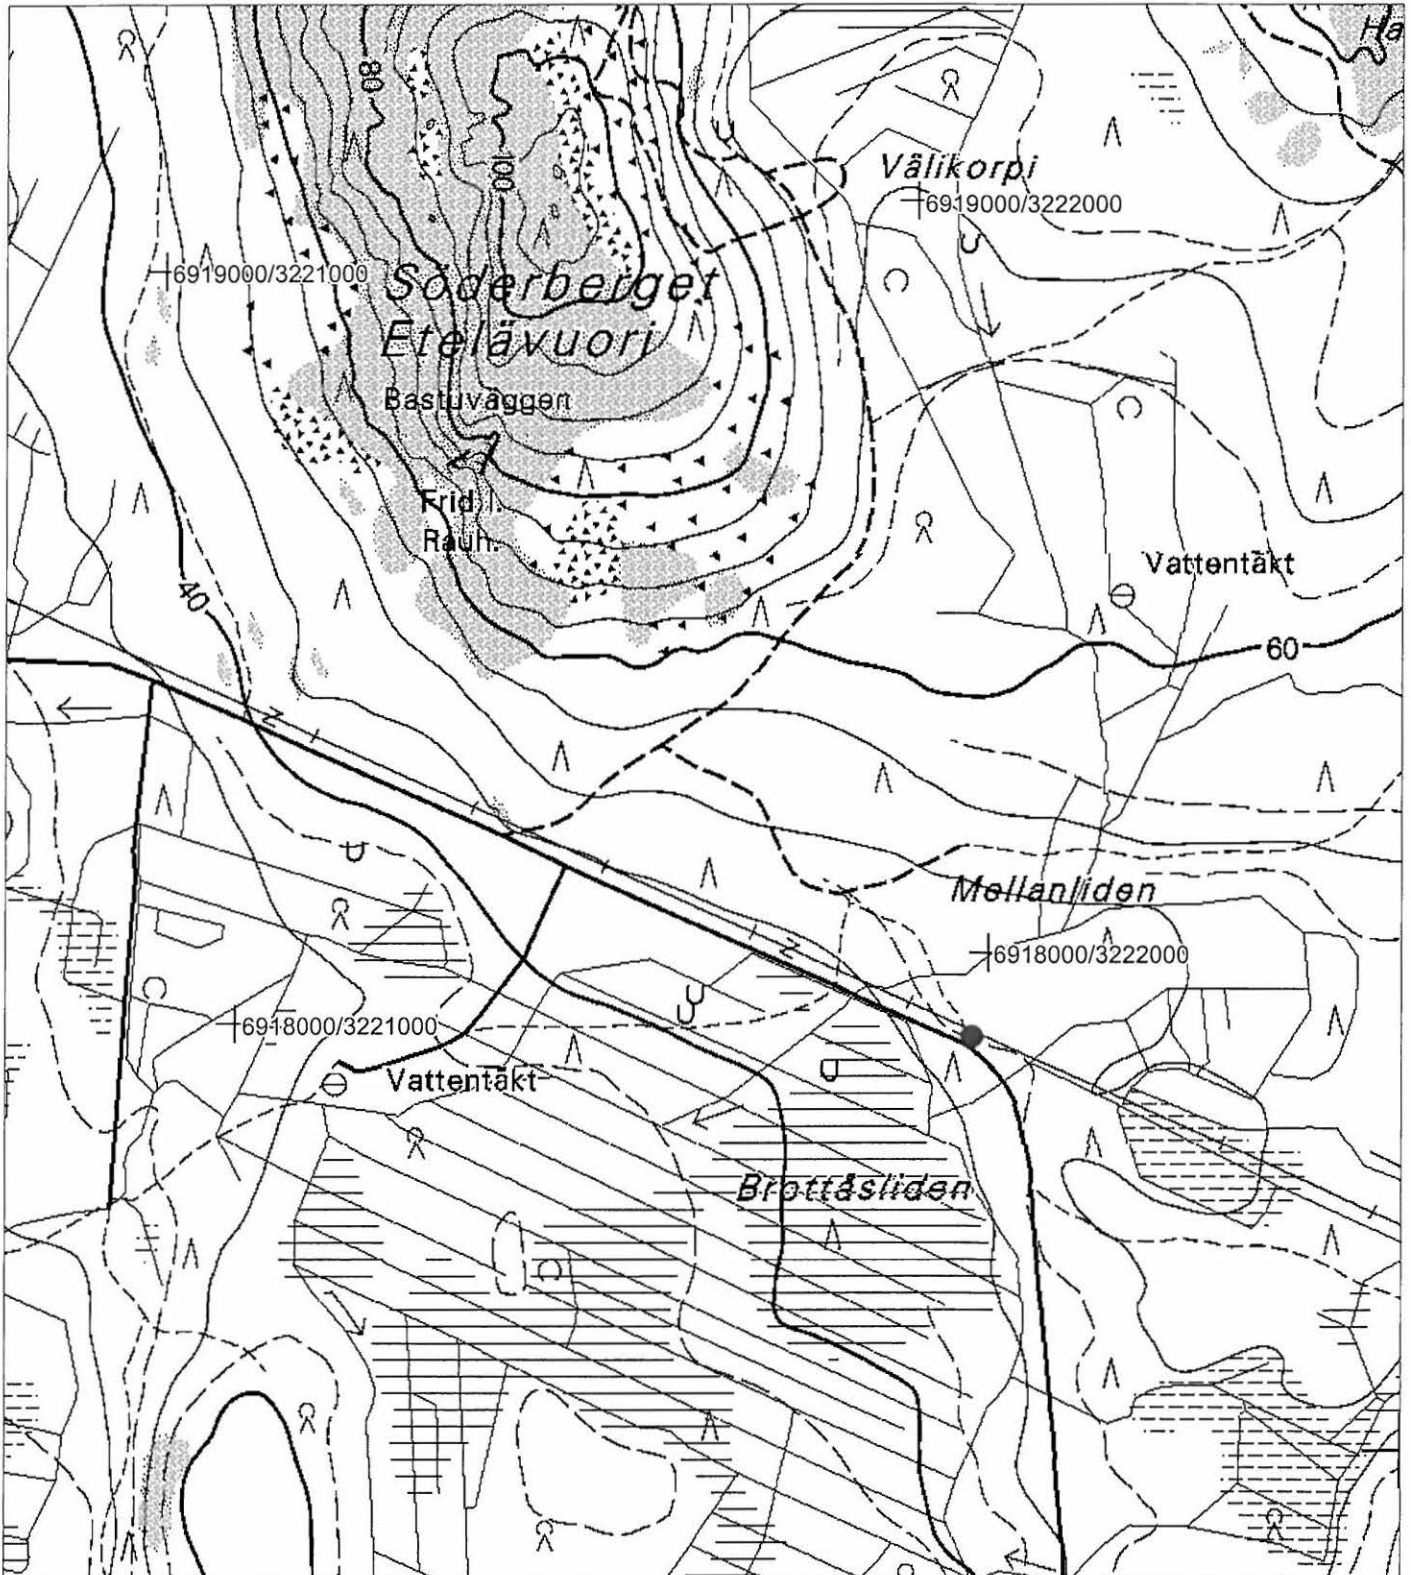 Ha
80
100
Välikorpi
6919000/3222000
6919000/3221000
Söderberget
Etelävuori
Bastuväggen
Frid.l.
Rauh.
Vattentäkt
40
60
Mellanliden
6918000/3222000
6918000/3221000
Vattentäkt
Brottåsliden